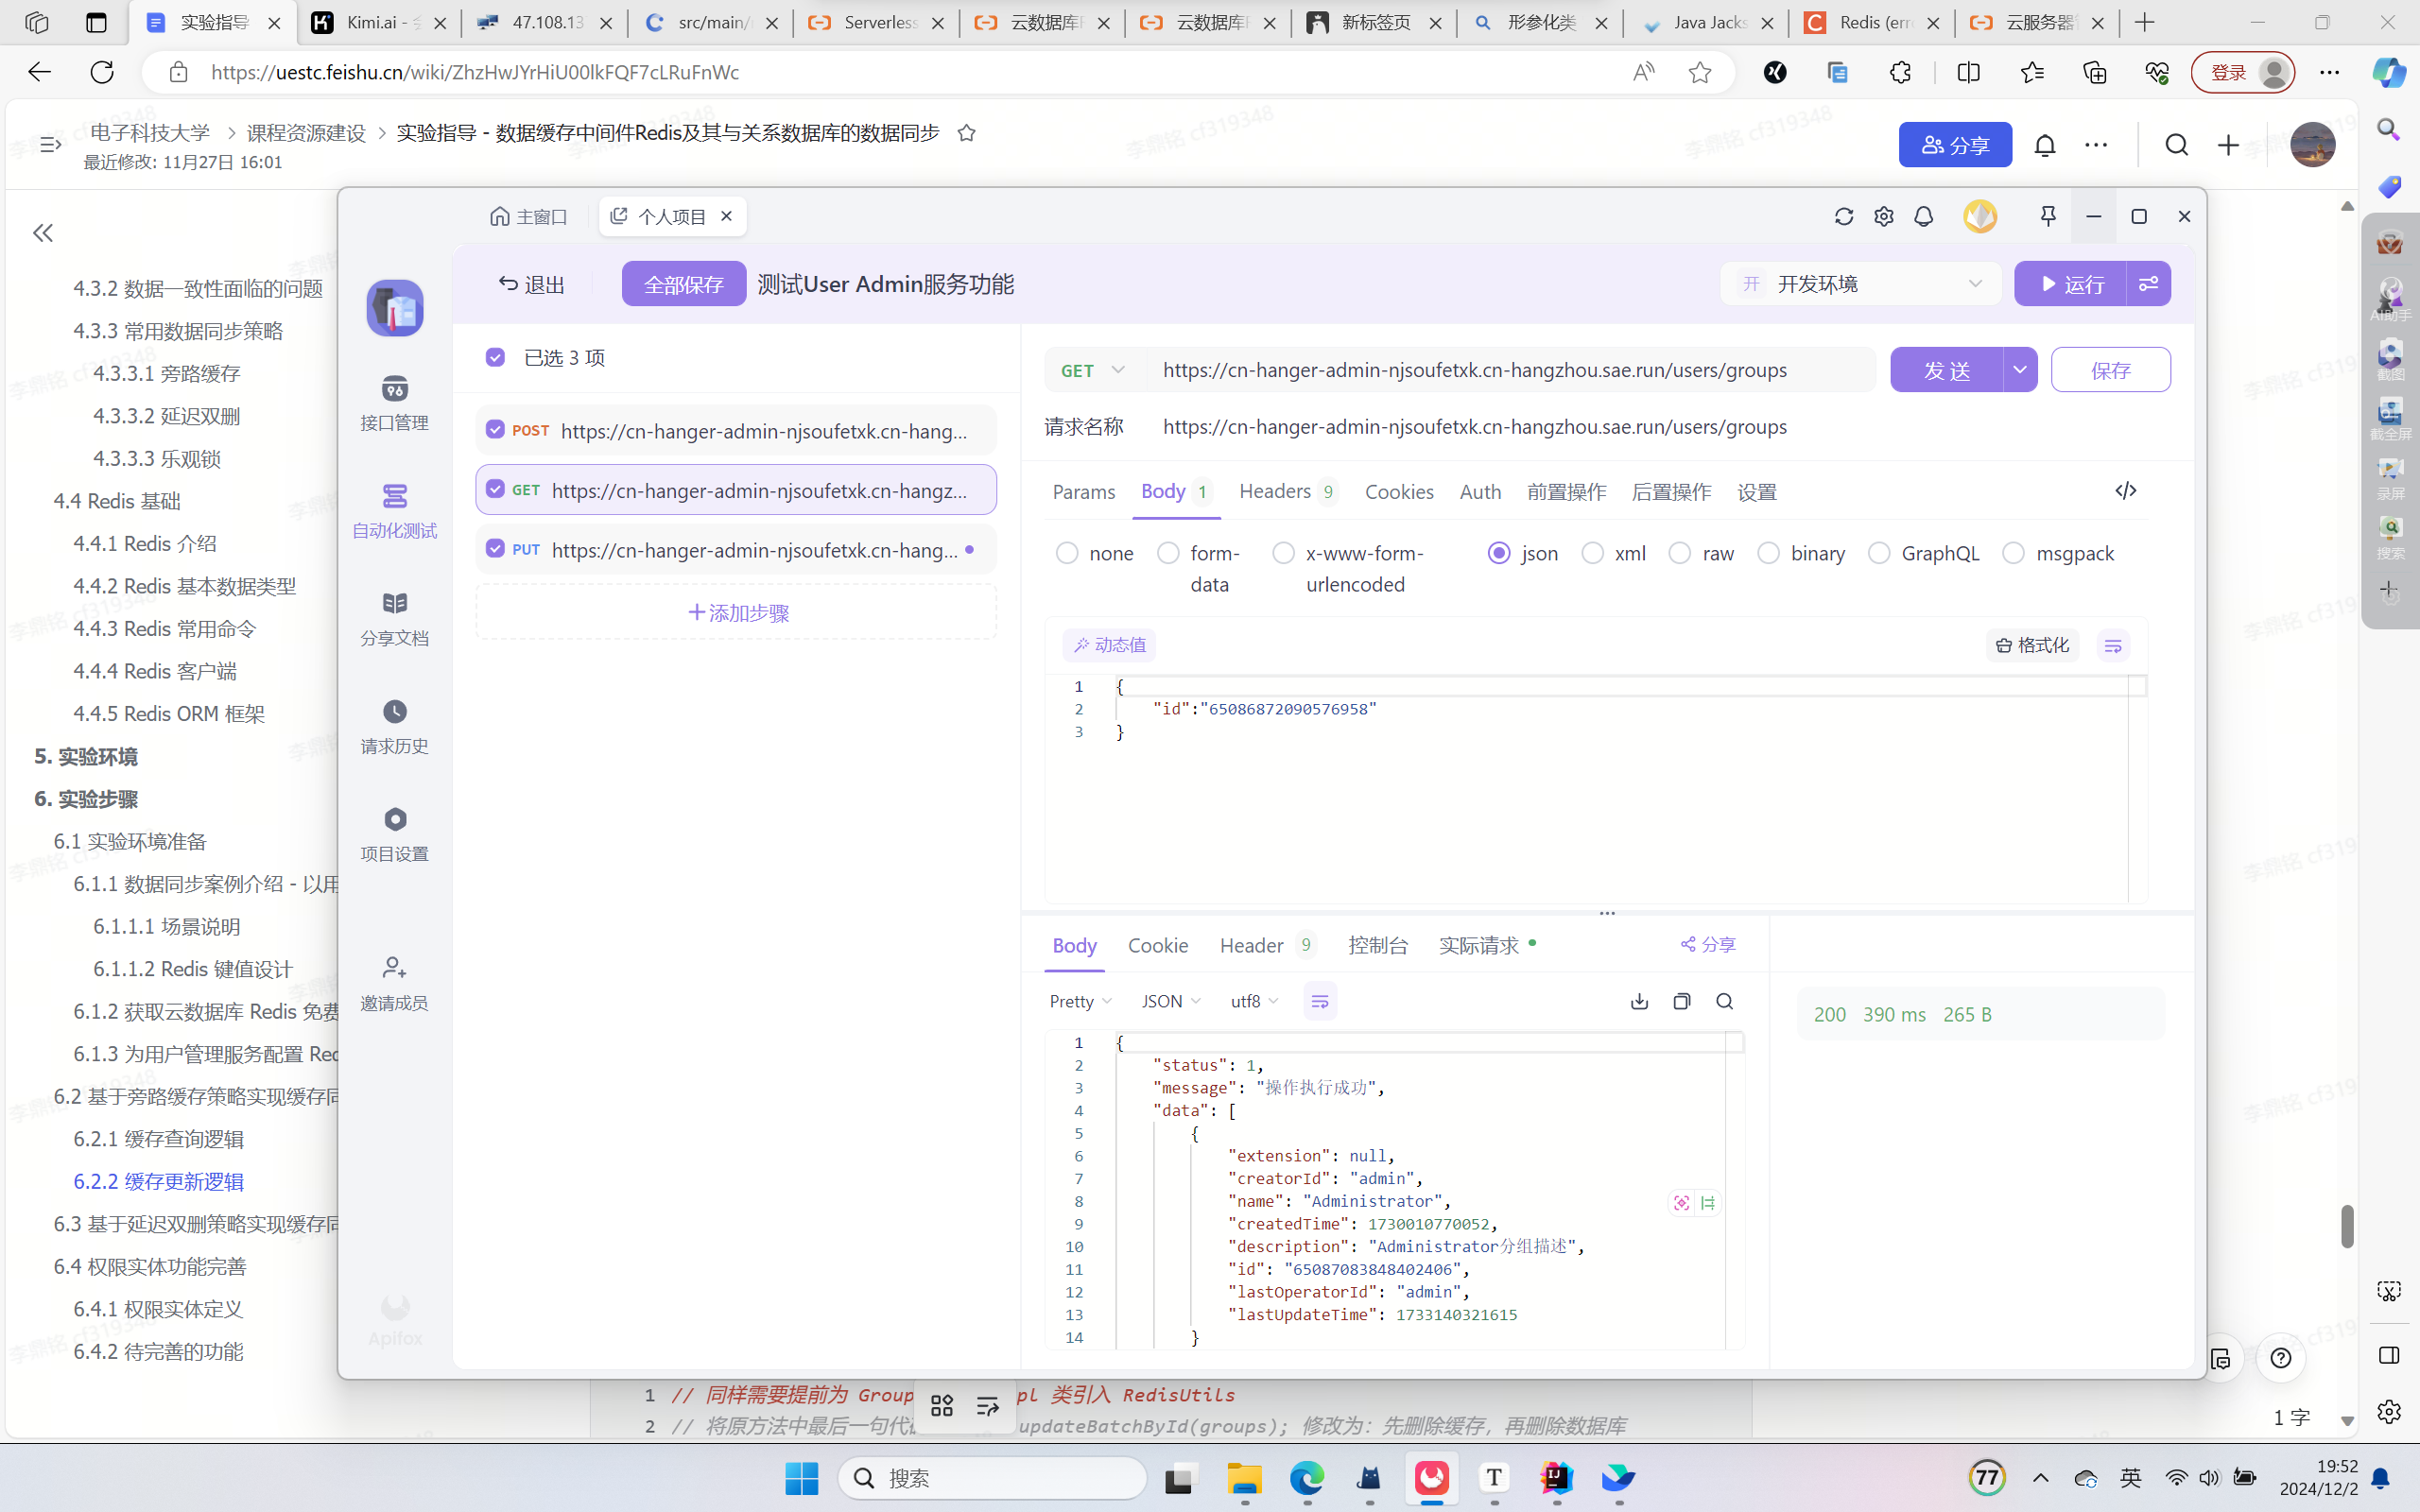 实验指导
Kimi.ai -
47.108.13
src/main/
Serverless
云数据库
云数据库
新标签页
形参化类
Java Jacks
Redis (err
云服务器
https://uestc.feishu.cn/wiki/ZhzHwJYrHiU00lkFQF7cLRuFnWc
登录
电子科技大学 > 课程资源建设 > 实验指导 - 数据缓存中间件Redis及其与关系数据库的数据同步
最近修改: 11月27日 16:01
分享
4.3.2 数据一致性面临的问题
4.3.3 常用数据同步策略
4.3.3.1 旁路缓存
4.3.3.2 延迟双删
4.3.3.3 乐观锁
4.4 Redis 基础
4.4.1 Redis 介绍
4.4.2 Redis 基本数据类型
4.4.3 Redis 常用命令
4.4.4 Redis 客户端
4.4.5 Redis ORM 框架
5. 实验环境
6. 实验步骤
6.1 实验环境准备
6.1.1 数据同步案例介绍 - 以用
6.1.1.1 场景说明
6.1.1.2 Redis 键值设计
6.1.2 获取云数据库 Redis 免费
6.1.3 为用户管理服务配置 Red
6.2 基于旁路缓存策略实现缓存同
6.2.1 缓存查询逻辑
6.2.2 缓存更新逻辑
6.3 基于延迟双删策略实现缓存同
6.4 权限实体功能完善
6.4.1 权限实体定义
6.4.2 待完善的功能
主窗口
个人项目
退出
全部保存
测试User Admin服务功能
开 开发环境
运行
接口管理
自动化测试
分享文档
请求历史
项目设置
邀请成员
Apifox
已选 3 项
POST https://cn-hanger-admin-njsoufetxk.cn-hang...
GET https://cn-hanger-admin-njsoufetxk.cn-hangz...
PUT https://cn-hanger-admin-njsoufetxk.cn-hang...
+添加步骤
GET https://cn-hanger-admin-njsoufetxk.cn-hangzhou.sae.run/users/groups
发 送
保存
请求名称 https://cn-hanger-admin-njsoufetxk.cn-hangzhou.sae.run/users/groups
Params Body 1 Headers 9 Cookies Auth 前置操作 后置操作 设置
none form-data x-www-form-urlencoded json xml raw binary GraphQL msgpack
动态值
格式化
1 {
2 "id":"65086872090576958"
3 }
Body Cookie Header 9 控制台 实际请求
分享
Pretty JSON utf8
200 390 ms 265 B
1 {
2 "status": 1,
3 "message": "操作执行成功",
4 "data": [
5 {
6 "extension": null,
7 "creatorId": "admin",
8 "name": "Administrator",
9 "createdTime": 1730010770052,
10 "description": "Administrator分组描述",
11 "id": "65087083848402406",
12 "lastOperatorId": "admin",
13 "lastUpdateTime": 1733140321615
14 }
1 // 同样需要提前为 Group pl 类引入 RedisUtils
2 // 将原方法中最后一句代 updateBatchById(groups); 修改为: 先删除缓存, 再删除数据库
1 字
AI助手
截图
截全屏
录屏
搜索
搜索
77
英
19:52
2024/12/2
李鼎铭 cf319348